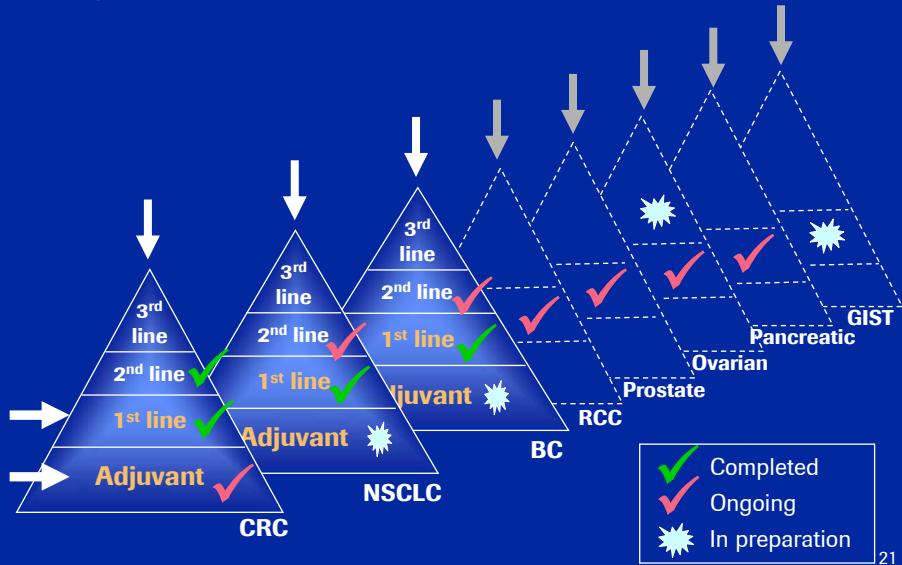 3rd
line
2nd line
1st line
Adjuvant
CRC
3rd
line
2nd line
1st line
Adjuvant
NSCLC
3rd
line
2nd line
1st line
djuvant
BC
RCC
Prostate
Ovarian
Pancreatic
GIST
Completed
Ongoing
In preparation
21